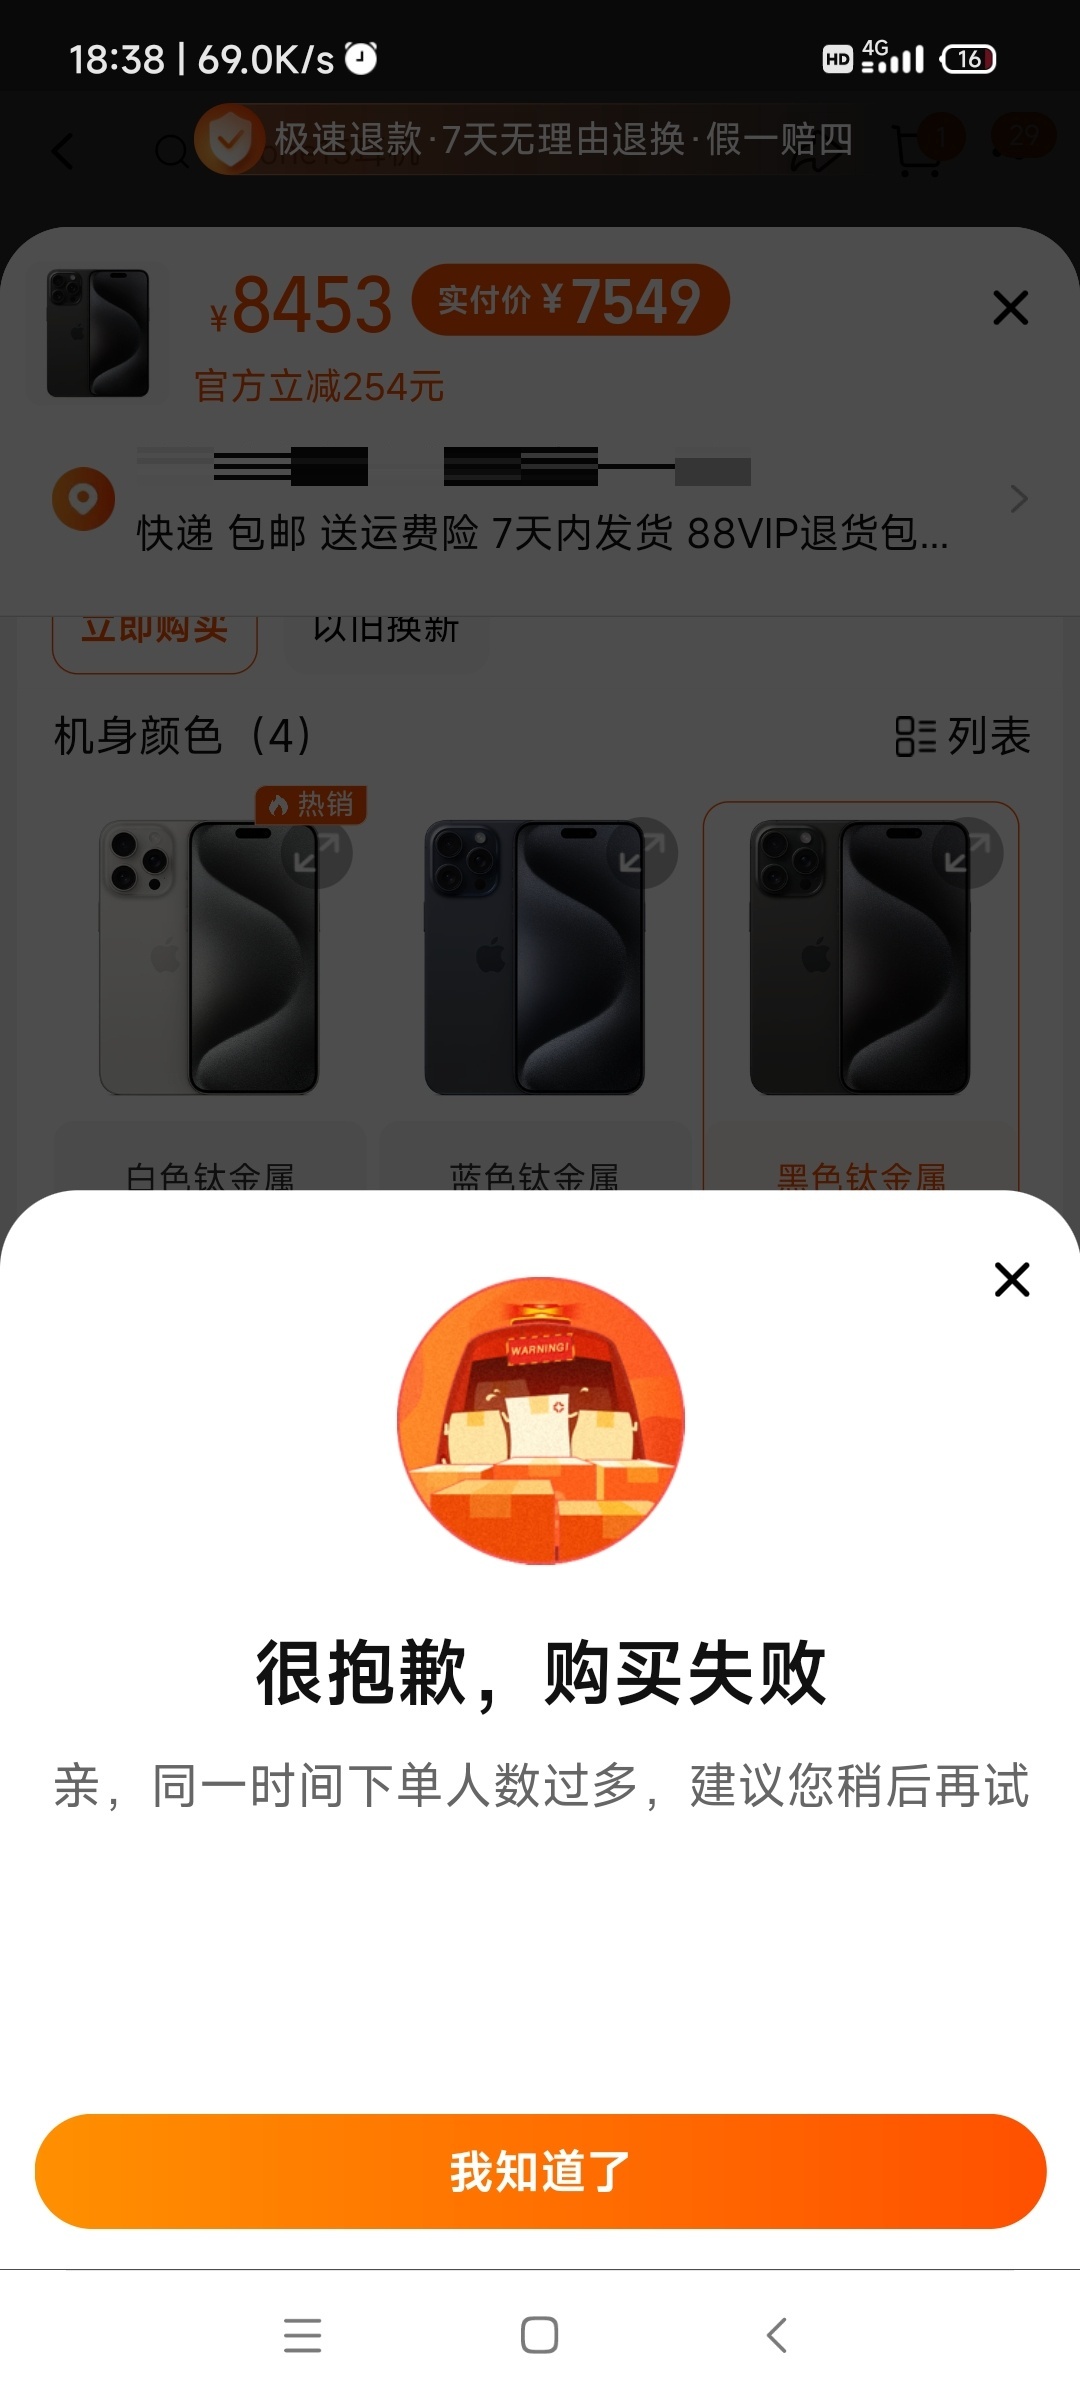 18:38 | 69.0K/s
HD 4G 16
极速退款·7天无理由退换·假一赔四
1
29
¥8453 实付价 ¥7549
官方立减254元
快递 包邮 送运费险 7天内发货 88VIP退货包...
立即购买 以旧换新
机身颜色（4） 列表
热销
白色钛金属 蓝色钛金属 黑色钛金属
WARNING!
很抱歉，购买失败
亲，同一时间下单人数过多，建议您稍后再试
我知道了